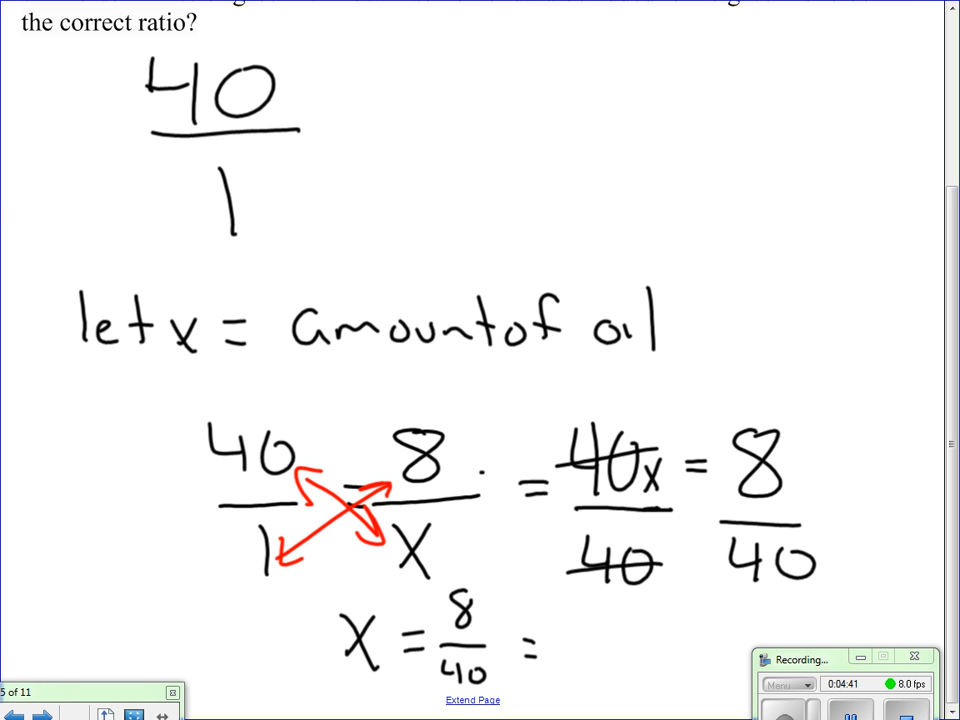 the correct ratio?
40
1
let x = amount of oil
40/1 = 8/x . = 40x/40 = 8/40
x = 8/40 =
Recording...
Menu
0:04:41
8.0 fps
5 of 11
Extend Page